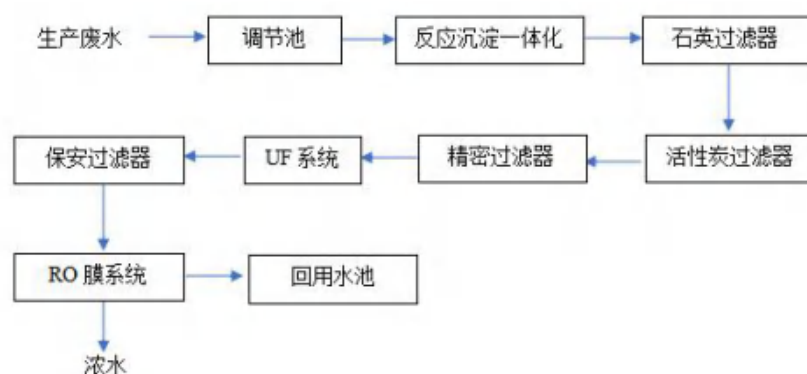 生产废水
调节池
反应沉淀一体化
石英过滤器
活性炭过滤器
精密过滤器
UF 系统
保安过滤器
RO 膜系统
回用水池
浓水